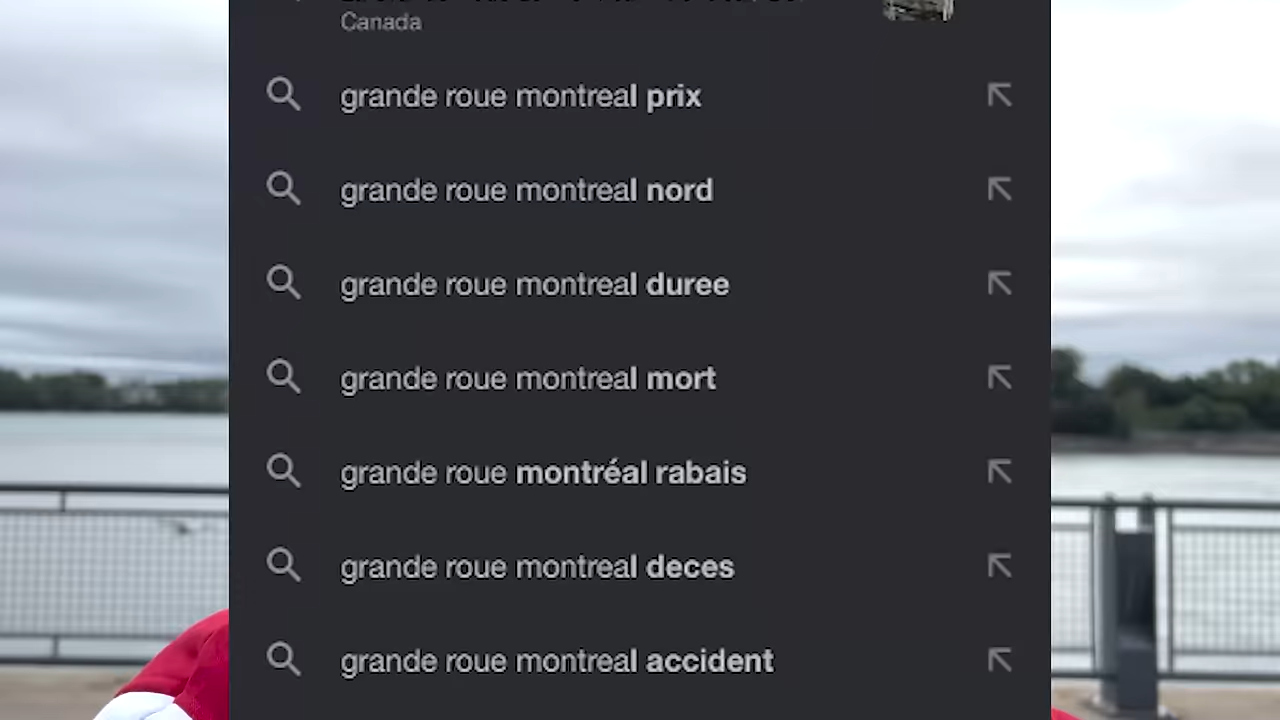 Canada
grande roue montreal prix
grande roue montreal nord
grande roue montreal duree
grande roue montreal mort
grande roue montréal rabais
grande roue montreal deces
grande roue montreal accident